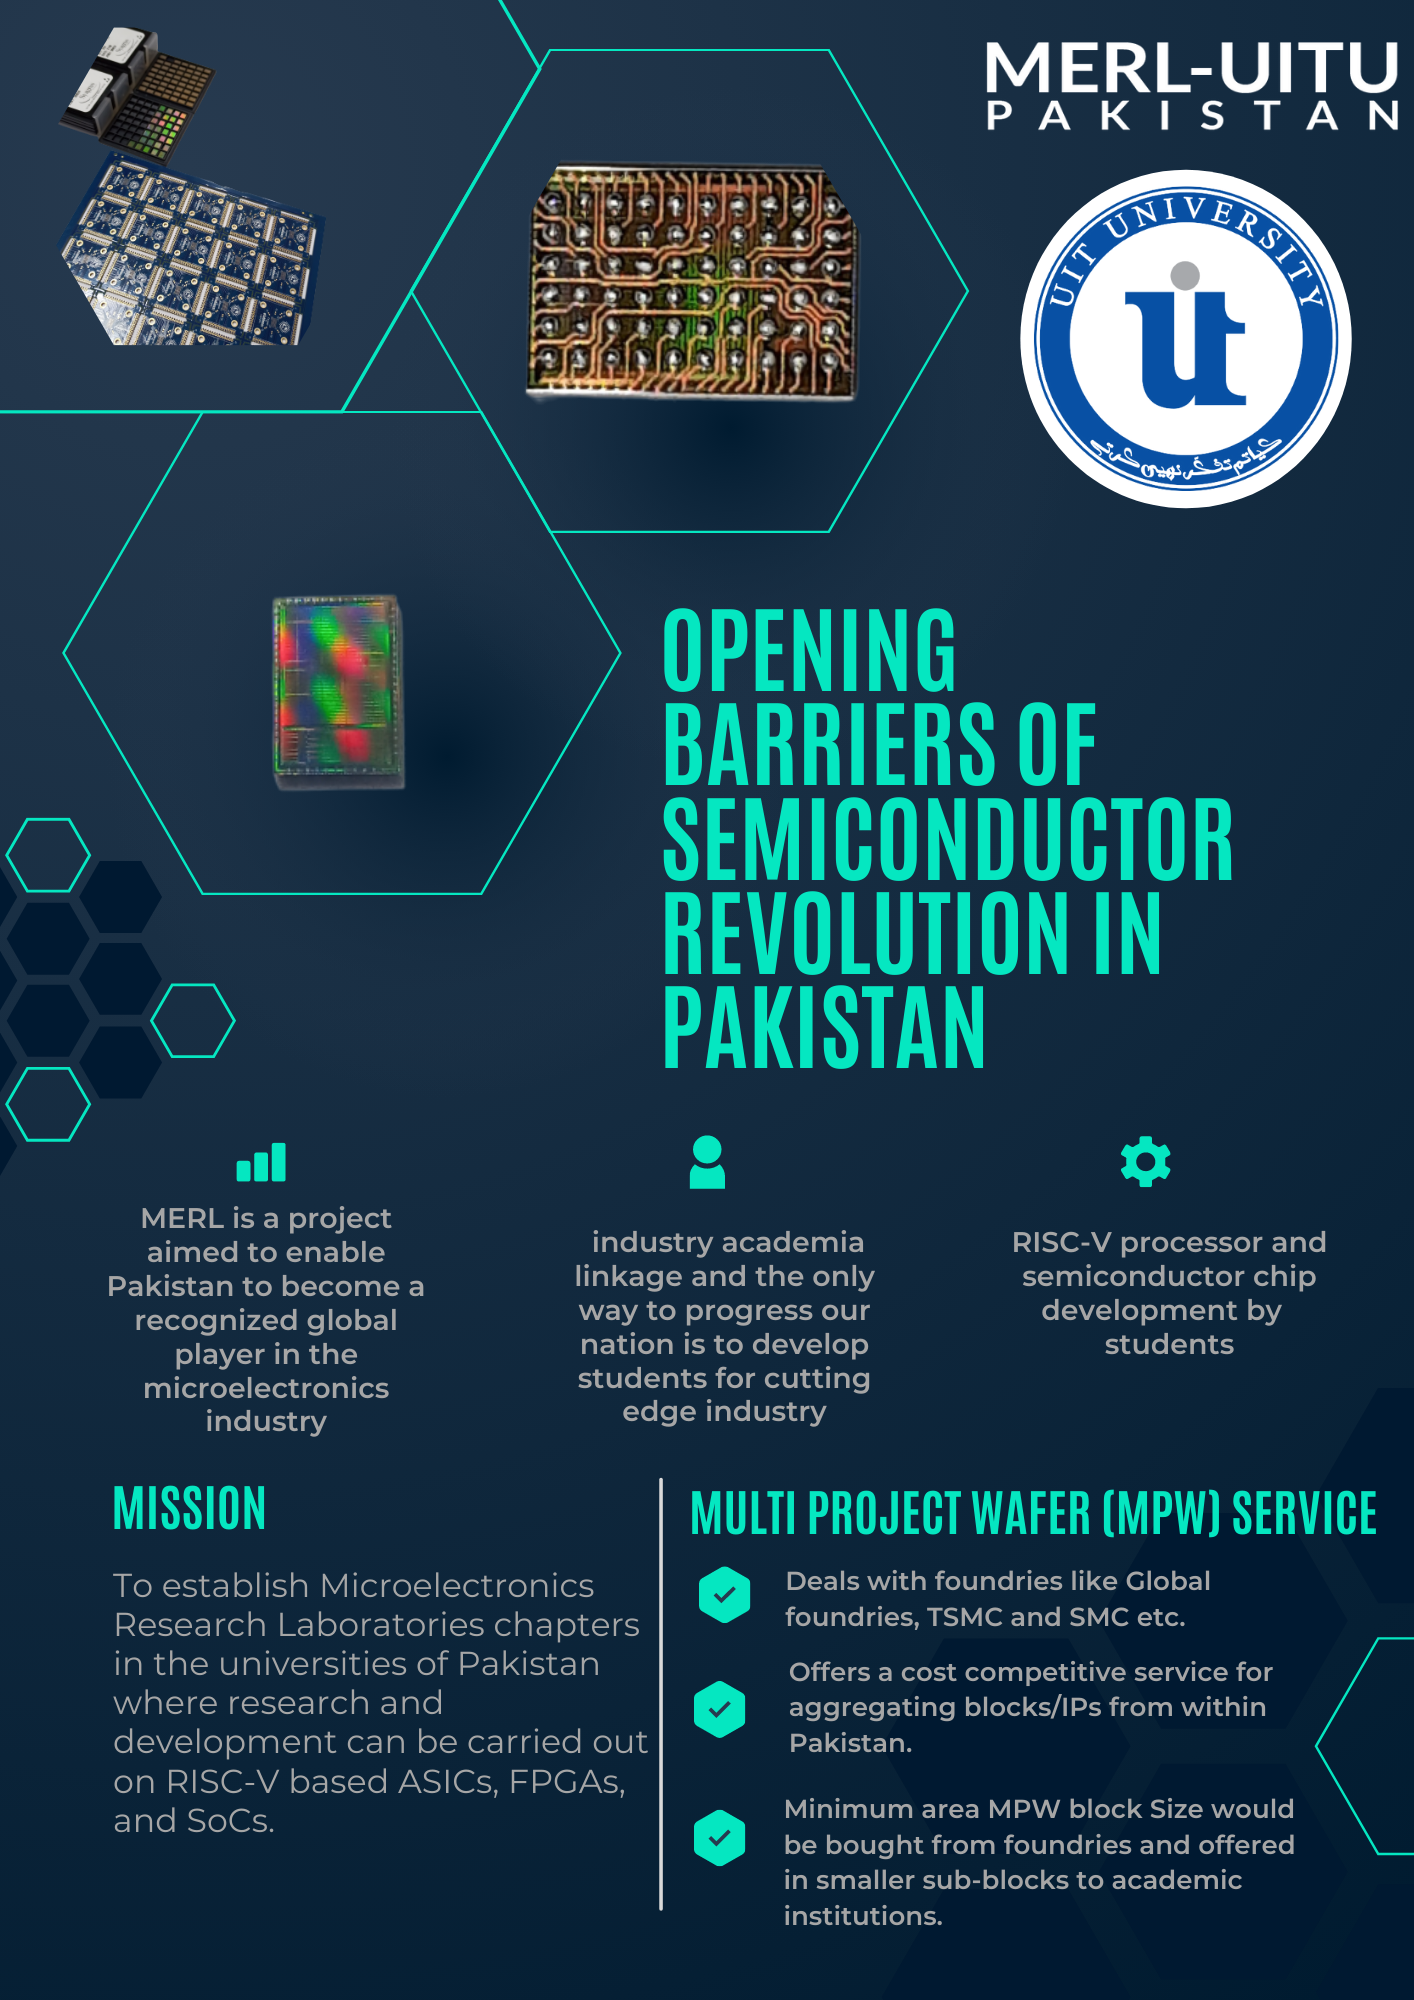 MERL-UITU
PAKISTAN
UIT UNIVERSITY
کیا تم تفکر نہیں کرتے
OPENING
BARRIERS OF
SEMICONDUCTOR
REVOLUTION IN
PAKISTAN
MERL is a project
aimed to enable
Pakistan to become a
recognized global
player in the
microelectronics
industry
industry academia
linkage and the only
way to progress our
nation is to develop
students for cutting
edge industry
RISC-V processor and
semiconductor chip
development by
students
MISSION
To establish Microelectronics
Research Laboratories chapters
in the universities of Pakistan
where research and
development can be carried out
on RISC-V based ASICs, FPGAs,
and SoCs.
MULTI PROJECT WAFER (MPW) SERVICE
Deals with foundries like Global
foundries, TSMC and SMC etc.
Offers a cost competitive service for
aggregating blocks/IPs from within
Pakistan.
Minimum area MPW block Size would
be bought from foundries and offered
in smaller sub-blocks to academic
institutions.